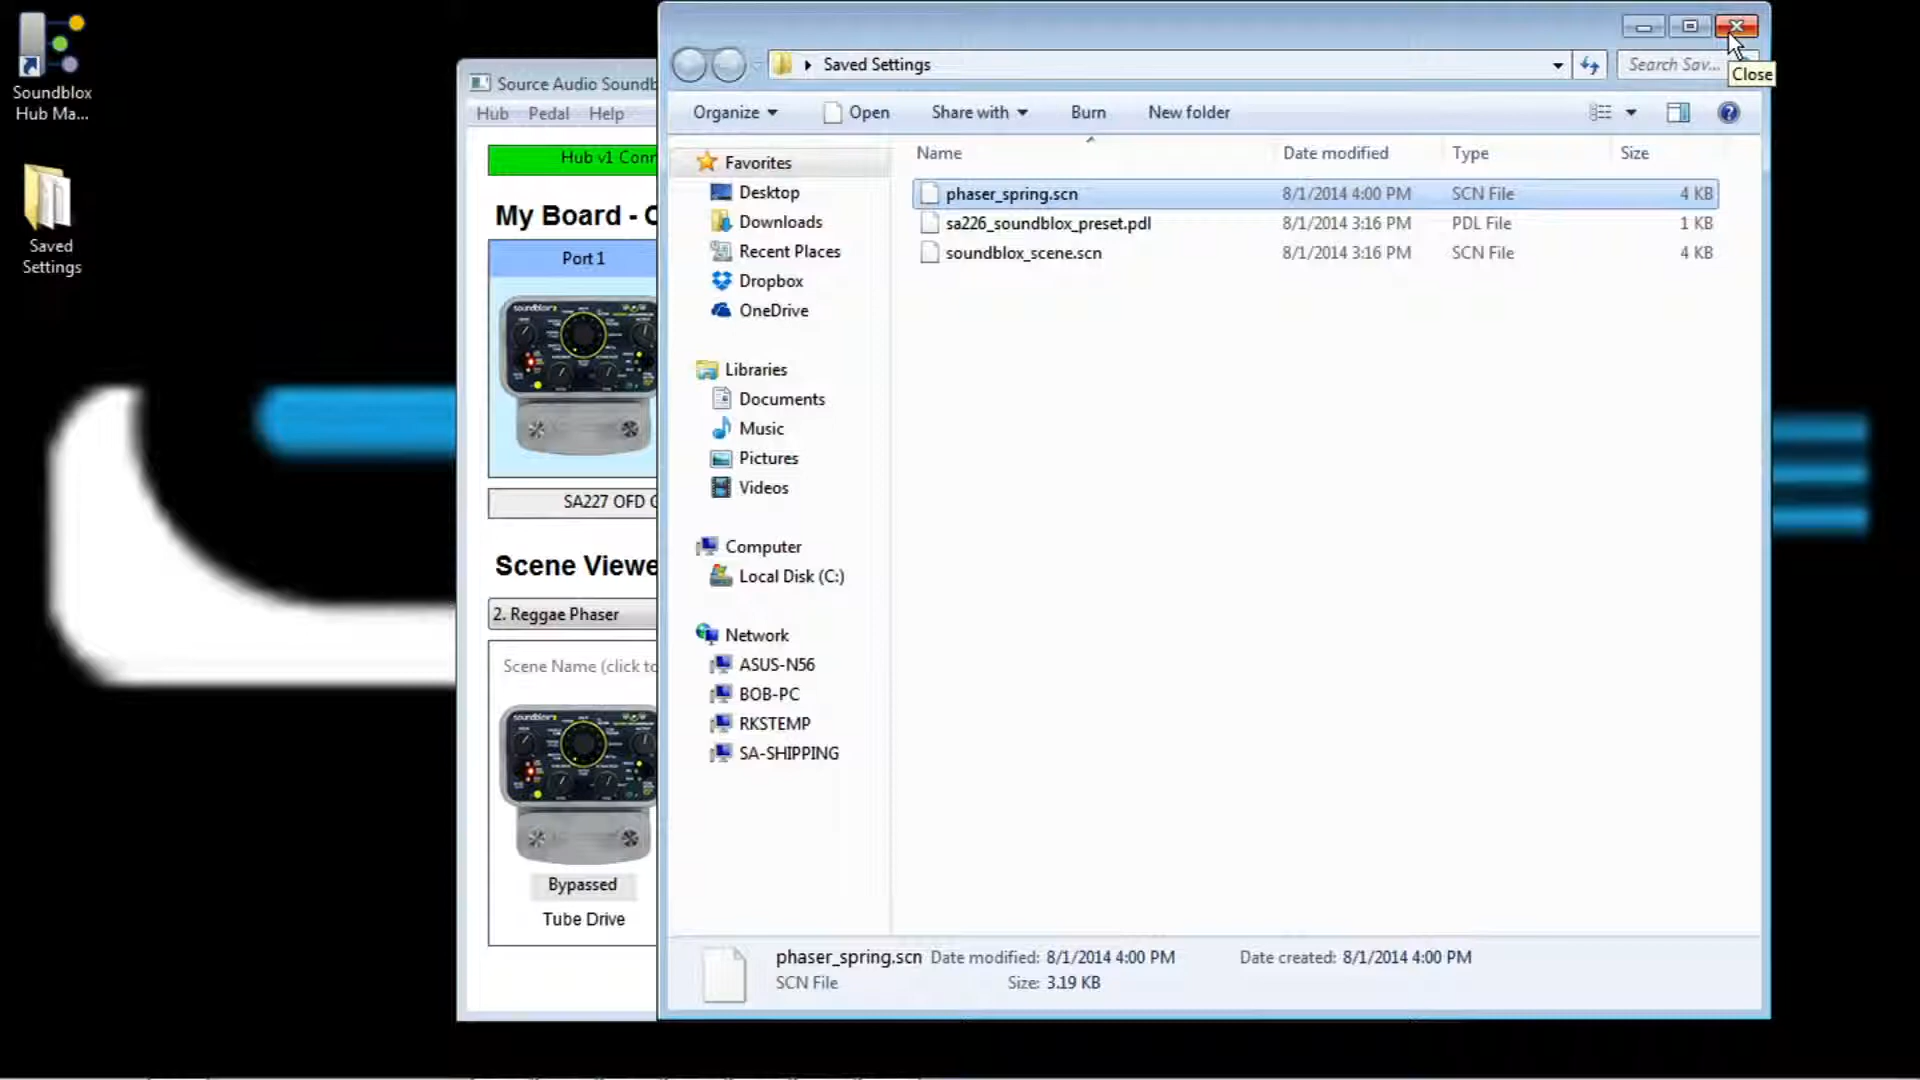 Soundblox
Hub Ma...
Saved
Settings
Source Audio Soundb
Hub Pedal Help
Hub v1 Conn
My Board - C
Port 1
SA227 OFD C
Scene Viewe
2. Reggae Phaser
Scene Name (click to
Bypassed
Tube Drive
Saved Settings
Search Sav...
Close
Organize Open Share with Burn New folder
Favorites
Desktop
Downloads
Recent Places
Dropbox
OneDrive
Libraries
Documents
Music
Pictures
Videos
Computer
Local Disk (C:)
Network
ASUS-N56
BOB-PC
RKSTEMP
SA-SHIPPING
Name Date modified Type Size
phaser_spring.scn 8/1/2014 4:00 PM SCN File 4 KB
sa226_soundblox_preset.pdl 8/1/2014 3:16 PM PDL File 1 KB
soundblox_scene.scn 8/1/2014 3:16 PM SCN File 4 KB
phaser_spring.scn Date modified: 8/1/2014 4:00 PM Date created: 8/1/2014 4:00 PM
SCN File Size: 3.19 KB